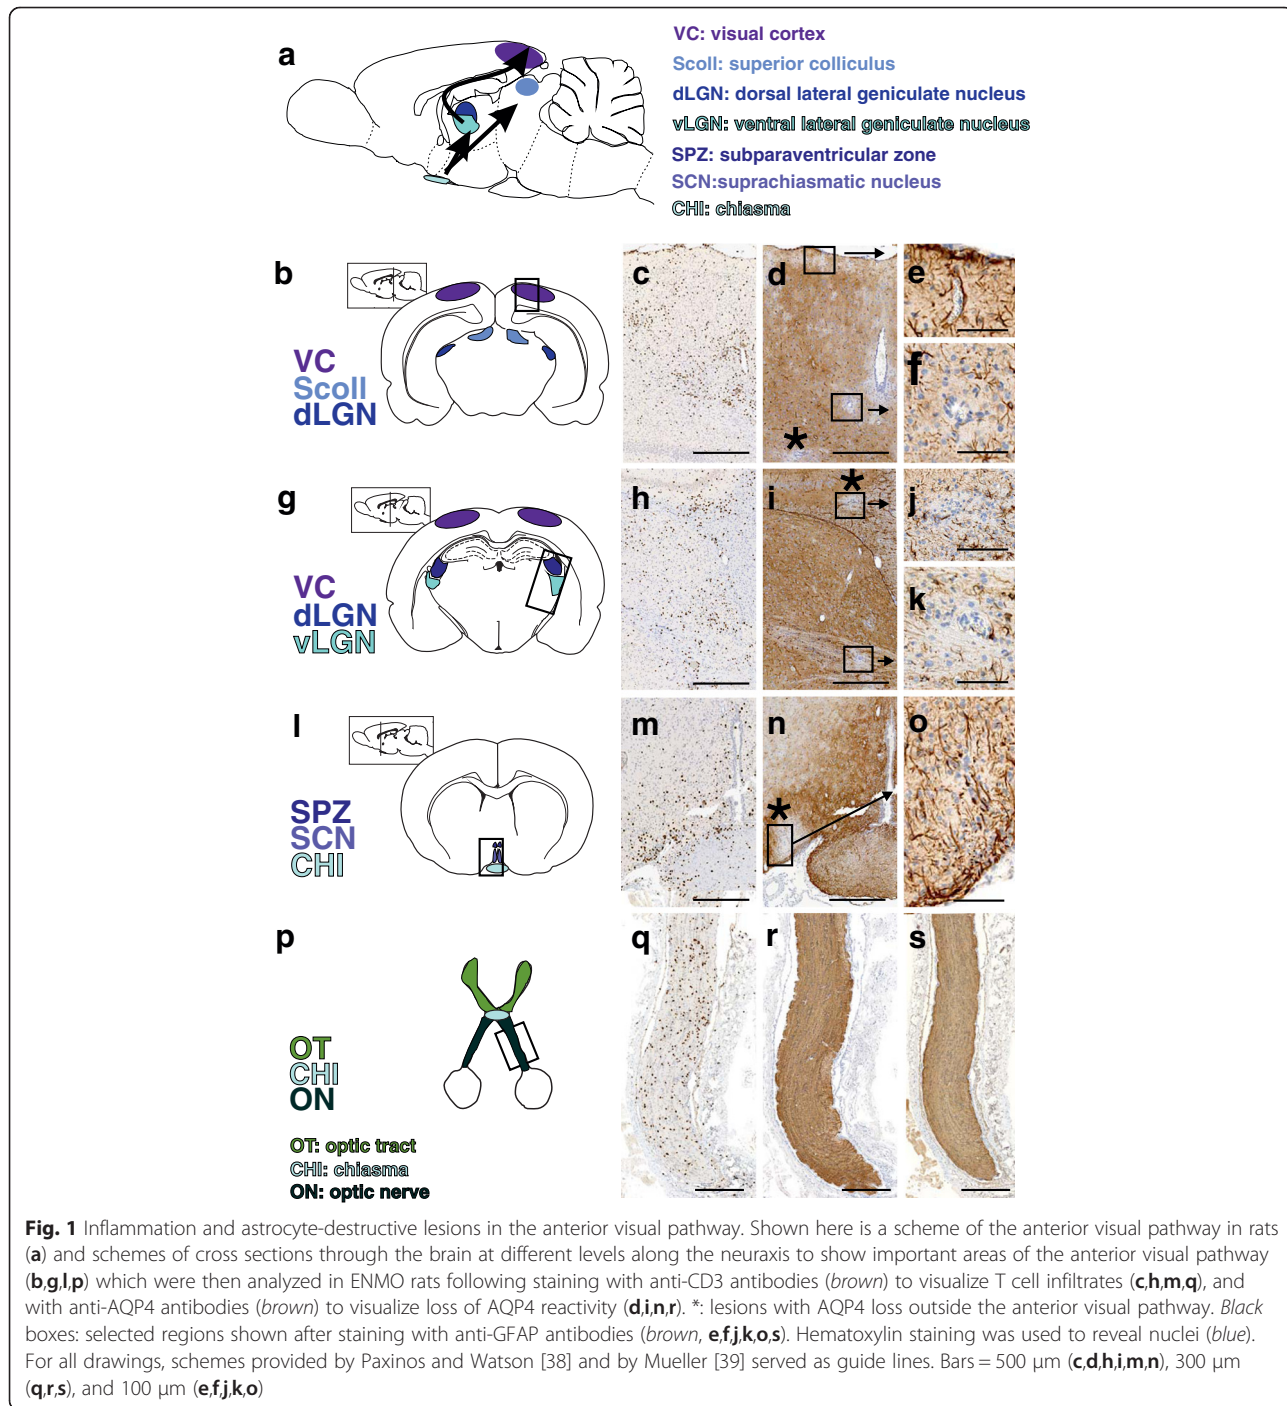 a
VC: visual cortex
Scoll: superior colliculus
dLGN: dorsal lateral geniculate nucleus
vLGN: ventral lateral geniculate nucleus
SPZ: subparaventricular zone
SCN:suprachiasmatic nucleus
CHI: chiasma
b
VC
Scoll
dLGN
c
d
*
e
f
g
VC
dLGN
vLGN
h
i
*
j
k
l
SPZ
SCN
CHI
m
n
*
o
p
OT
CHI
ON
OT: optic tract
CHI: chiasma
ON: optic nerve
q
r
s
Fig. 1 Inflammation and astrocyte-destructive lesions in the anterior visual pathway. Shown here is a scheme of the anterior visual pathway in rats
(a) and schemes of cross sections through the brain at different levels along the neuraxis to show important areas of the anterior visual pathway
(b,g,l,p) which were then analyzed in ENMO rats following staining with anti-CD3 antibodies (brown) to visualize T cell infiltrates (c,h,m,q), and
with anti-AQP4 antibodies (brown) to visualize loss of AQP4 reactivity (d,i,n,r). *: lesions with AQP4 loss outside the anterior visual pathway. Black
boxes: selected regions shown after staining with anti-GFAP antibodies (brown, e,f,j,k,o,s). Hematoxylin staining was used to reveal nuclei (blue).
For all drawings, schemes provided by Paxinos and Watson [38] and by Mueller [39] served as guide lines. Bars = 500 μm (c,d,h,i,m,n), 300 μm
(q,r,s), and 100 μm (e,f,j,k,o)